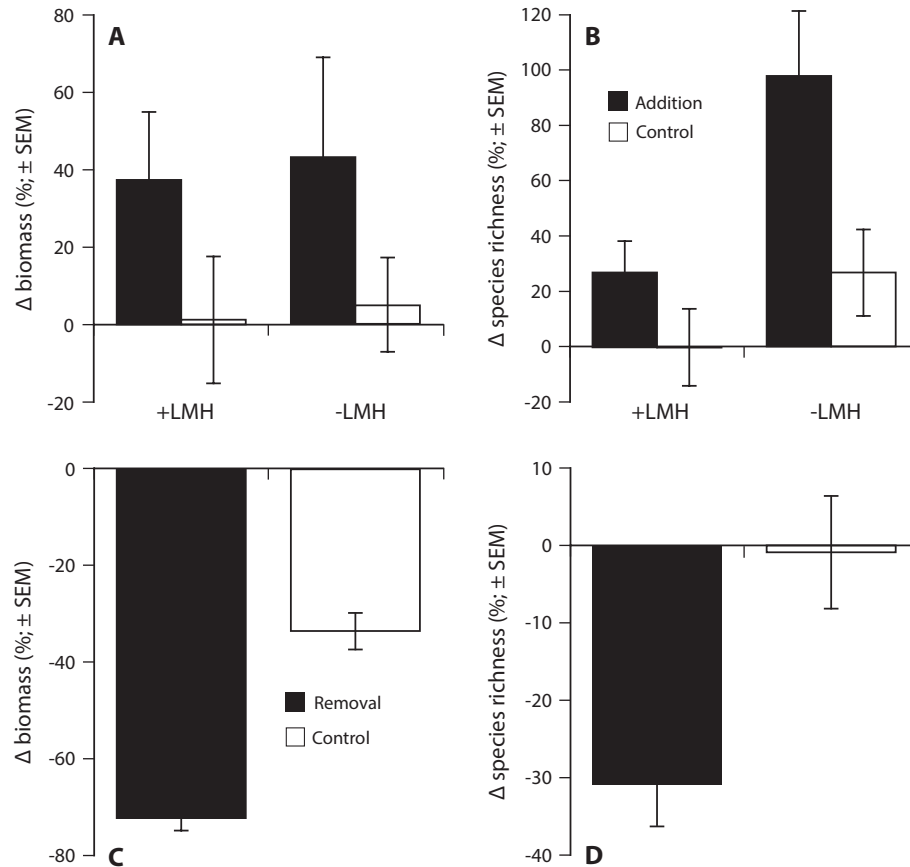 A
Δ biomass (%; ± SEM)
80
60
40
20
0
-20
+LMH
-LMH
B
Δ species richness (%; ± SEM)
120
100
80
60
40
20
0
-20
Addition
Control
+LMH
-LMH
C
Δ biomass (%; ± SEM)
0
-20
-40
-60
-80
Removal
Control
D
Δ species richness (%; ± SEM)
10
0
-10
-20
-30
-40